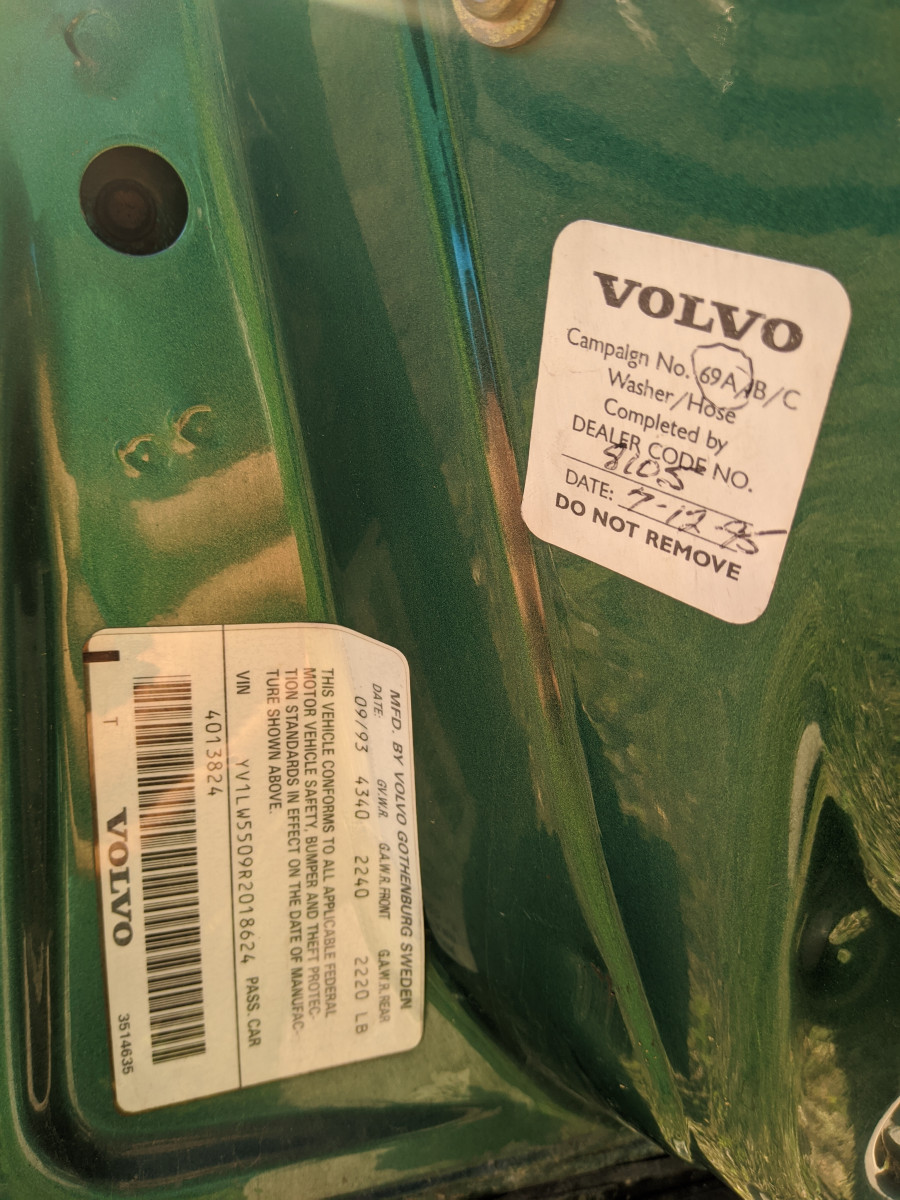 VOLVO
Campaign No. 69A/B/C
Washer/Hose
Completed by
DEALER CODE NO.
8105
DATE: 7-12-95
DO NOT REMOVE
MFD. BY VOLVO GOTHENBURG SWEDEN
DATE: G.V.W.R. G.A.W.R. FRONT G.A.W.R. REAR
09/93 4340 2240 2220 LB
THIS VEHICLE CONFORMS TO ALL APPLICABLE FEDERAL
MOTOR VEHICLE SAFETY, BUMPER AND THEFT PROTEC-
TION STANDARDS IN EFFECT ON THE DATE OF MANUFAC-
TURE SHOWN ABOVE.
VIN YV1LW5509R2018624 PASS.CAR
4013824
T VOLVO 3514635